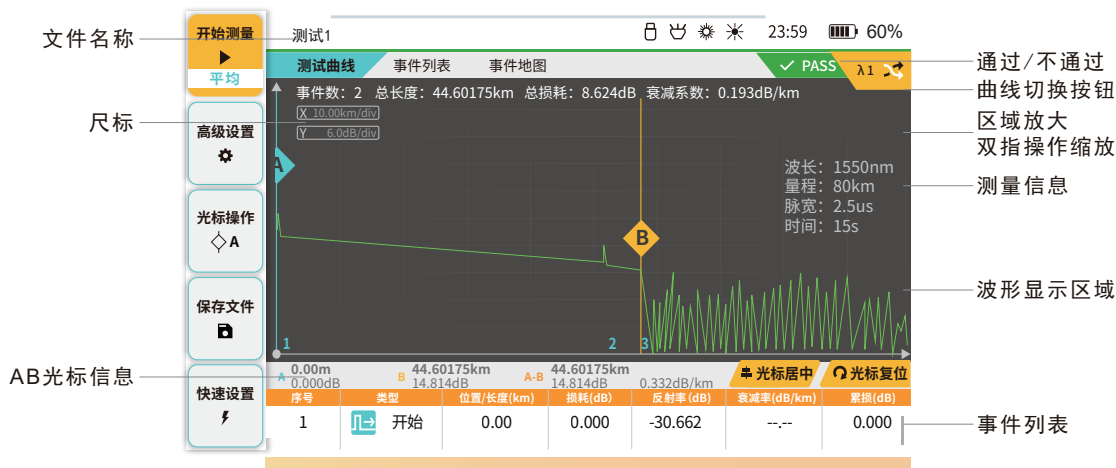 文件名称
尺标
AB光标信息
开始测量
平均
高级设置
光标操作
A
保存文件
快速设置
测试1
23:59
60%
测试曲线 事件列表 事件地图
PASS
λ1
事件数：2 总长度：44.60175km 总损耗：8.624dB 衰减系数：0.193dB/km
X 10.00km/div
Y 6.0dB/div
A
B
波长：1550nm
量程：80km
脉宽：2.5us
时间：15s
1 2 3
A 0.00m B 44.60175km A-B 44.60175km
0.000dB 14.814dB 14.814dB 0.332dB/km
光标居中 光标复位
序号 类型 位置/长度(km) 损耗(dB) 反射率(dB) 衰减率(dB/km) 累损(dB)
1 开始 0.00 0.000 -30.662 --.-- 0.000
通过/不通过
曲线切换按钮
区域放大
双指操作缩放
测量信息
波形显示区域
事件列表